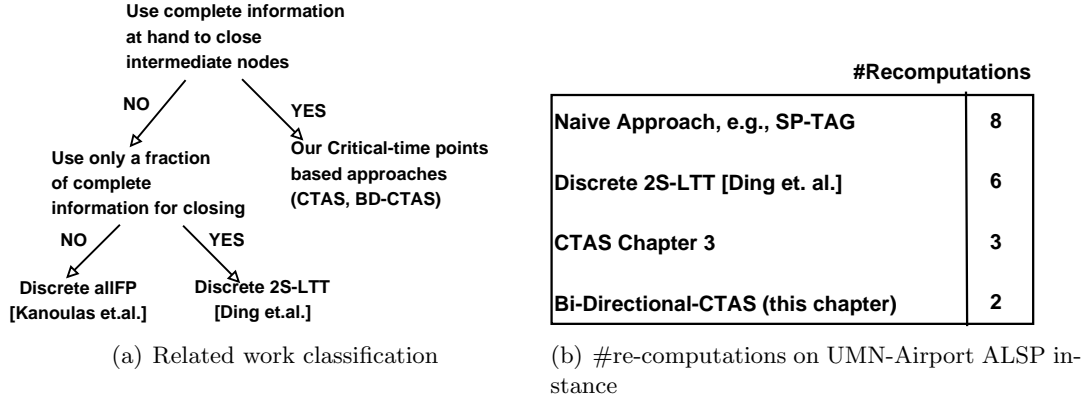 Use complete information
at hand to close
intermediate nodes
NO
YES
Use only a fraction
of complete
information for closing
Our Critical-time points
based approaches
(CTAS, BD-CTAS)
NO
YES
Discrete allFP
[Kanoulas et.al.]
Discrete 2S-LTT
[Ding et.al.]
(a) Related work classification
#Recomputations
Naive Approach, e.g., SP-TAG 8
Discrete 2S-LTT [Ding et. al.] 6
CTAS Chapter 3 3
Bi-Directional-CTAS (this chapter) 2
(b) #re-computations on UMN-Airport ALSP in-
stance